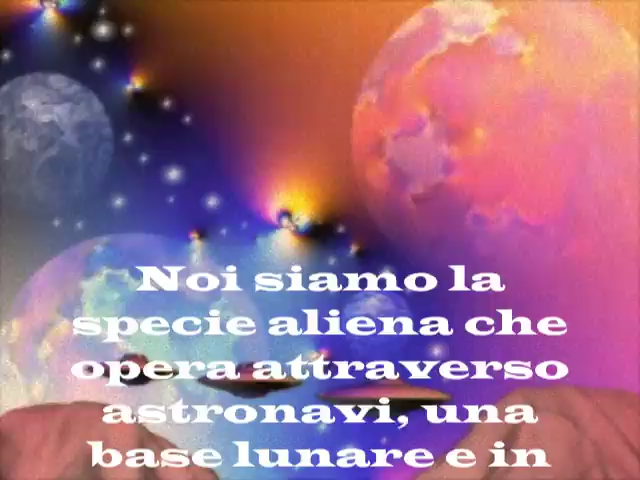 Noi siamo la
specie aliena che
opera attraverso
astronavi, una
base lunare e in